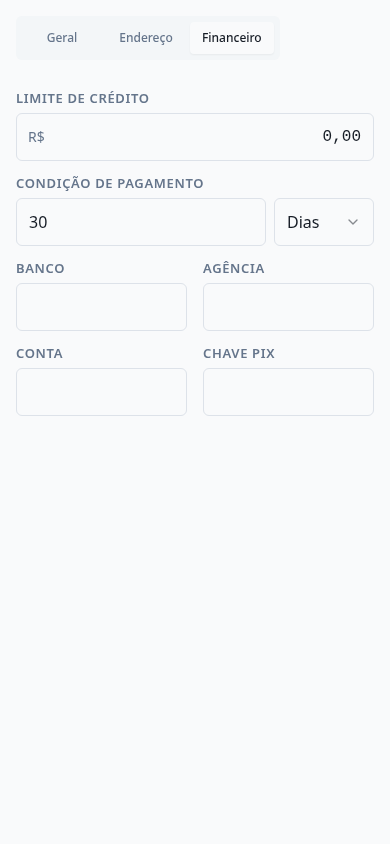 Geral Endereço Financeiro
LIMITE DE CRÉDITO
R$ 0,00
CONDIÇÃO DE PAGAMENTO
30 Dias
BANCO AGÊNCIA
CONTA CHAVE PIX